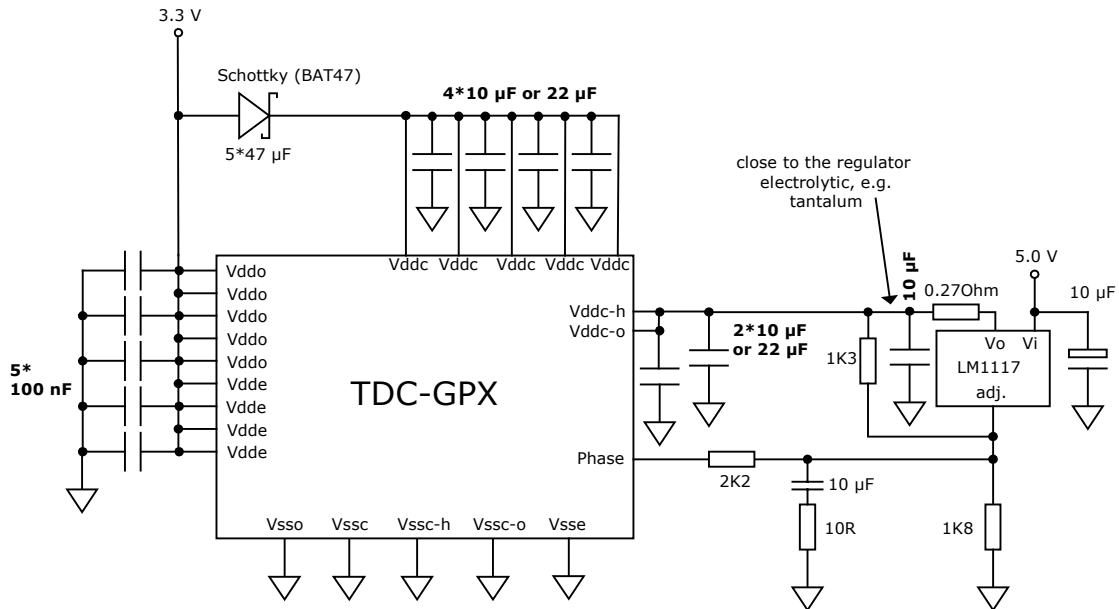 3.3 V
Schottky (BAT47)
5*47 µF
4*10 µF or 22 µF
close to the regulator
electrolytic, e.g.
tantalum
Vddc Vddc Vddc Vddc Vddc
5.0 V
10 µF
0.27Ohm
10 µF
Vddo
Vddo
Vddo
Vddo
Vddo
Vdde
Vdde
Vdde
Vdde
5*
100 nF
TDC-GPX
Vddc-h
Vddc-o
2*10 µF
or 22 µF
1K3
Vo Vi
LM1117
adj.
Phase
2K2
10 µF
10R
1K8
Vsso Vssc Vssc-h Vssc-o Vsse